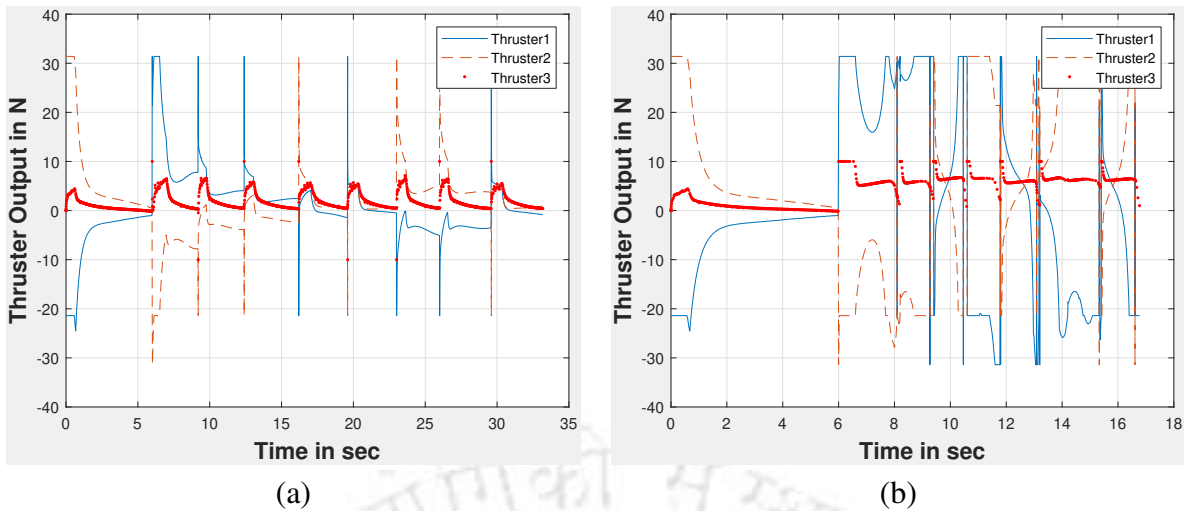 40
30
20
10
0
-10
-20
-30
-40
0 5 10 15 20 25 30 35
Thruster Output in N
Time in sec
Thruster1
Thruster2
Thruster3
(a)
40
30
20
10
0
-10
-20
-30
-40
0 2 4 6 8 10 12 14 16 18
Thruster Output in N
Time in sec
Thruster1
Thruster2
Thruster3
(b)